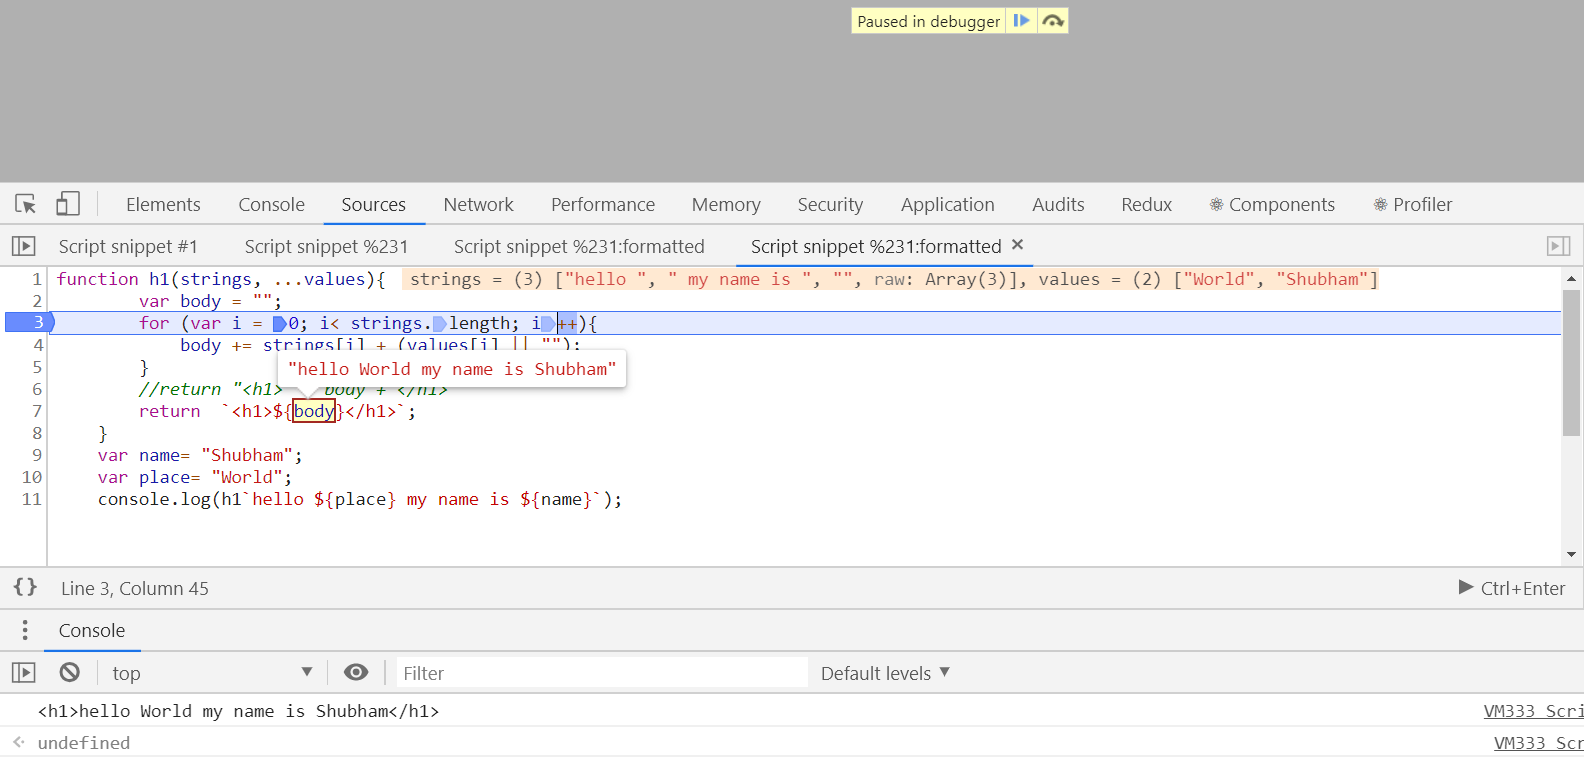 Paused in debugger
Elements Console Sources Network Performance Memory Security Application Audits Redux Components Profiler
Script snippet #1 Script snippet %231 Script snippet %231:formatted Script snippet %231:formatted ×
1 function h1(strings, ...values){ strings = (3) ["hello ", " my name is ", "", raw: Array(3)], values = (2) ["World", "Shubham"]
2 var body = "";
3 for (var i = 0; i< strings.length; i++){
4 body += strings[i] + (values[i] || "");
5 }
"hello World my name is Shubham"
6 //return "<h1> body + </h1>
7 return `<h1>${body}</h1>`;
8 }
9 var name= "Shubham";
10 var place= "World";
11 console.log(h1`hello ${place} my name is ${name}`);
{} Line 3, Column 45 Ctrl+Enter
Console
top Filter Default levels
<h1>hello World my name is Shubham</h1> VM333 Scri
undefined VM333 Scr